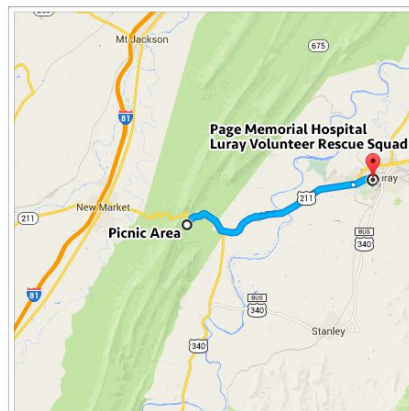 Mt Jackson
675
81
Page Memorial Hospital
Luray Volunteer Rescue Squad
uray
211
New Market
211
Picnic Area
BUS
340
BUS
340
Stanley
81
340
340